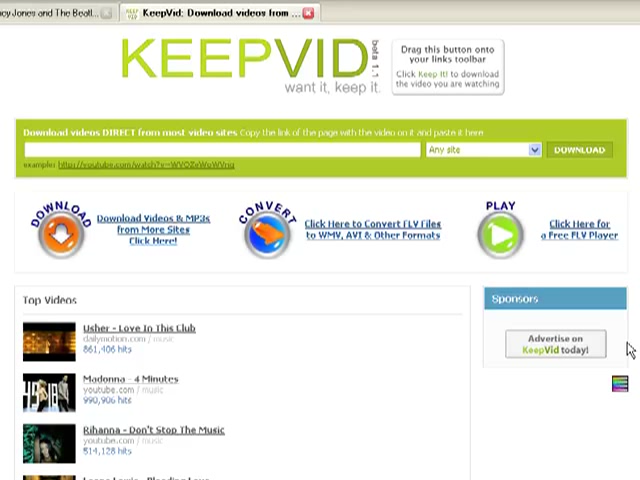 cy Jones and The Beatl...
KeepVid: Download videos from ...
KEEPVID
beta 1.1
want it, keep it.
Drag this button onto
your links toolbar
Click Keep It! to download
the video you are watching
Download videos DIRECT from most video sites Copy the link of the page with the video on it and paste it here
Any site
DOWNLOAD
example:
DOWNLOAD
Download Videos & MP3s
from More Sites
Click Here!
CONVERT
Click Here to Convert FLV Files
to WMV, AVI & Other Formats
PLAY
Click Here for
a Free FLV Player
Top Videos
Usher - Love In This Club
dailymotion.com / music
861,406 hits
Madonna - 4 Minutes
youtube.com / music
990,906 hits
Rihanna - Don't Stop The Music
youtube.com / music
514,128 hits
Sponsors
Advertise on
KeepVid today!